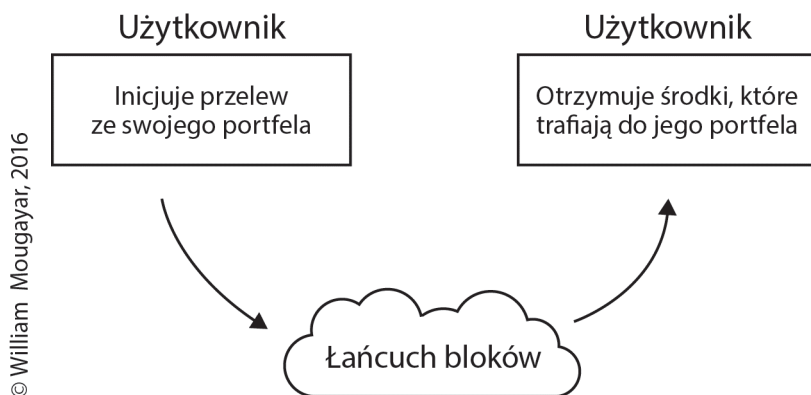 Użytkownik
Inicjuje przelew
ze swojego portfela
Użytkownik
Otrzymuje środki, które
trafiają do jego portfela
Łańcuch bloków
© William Mougayar, 2016